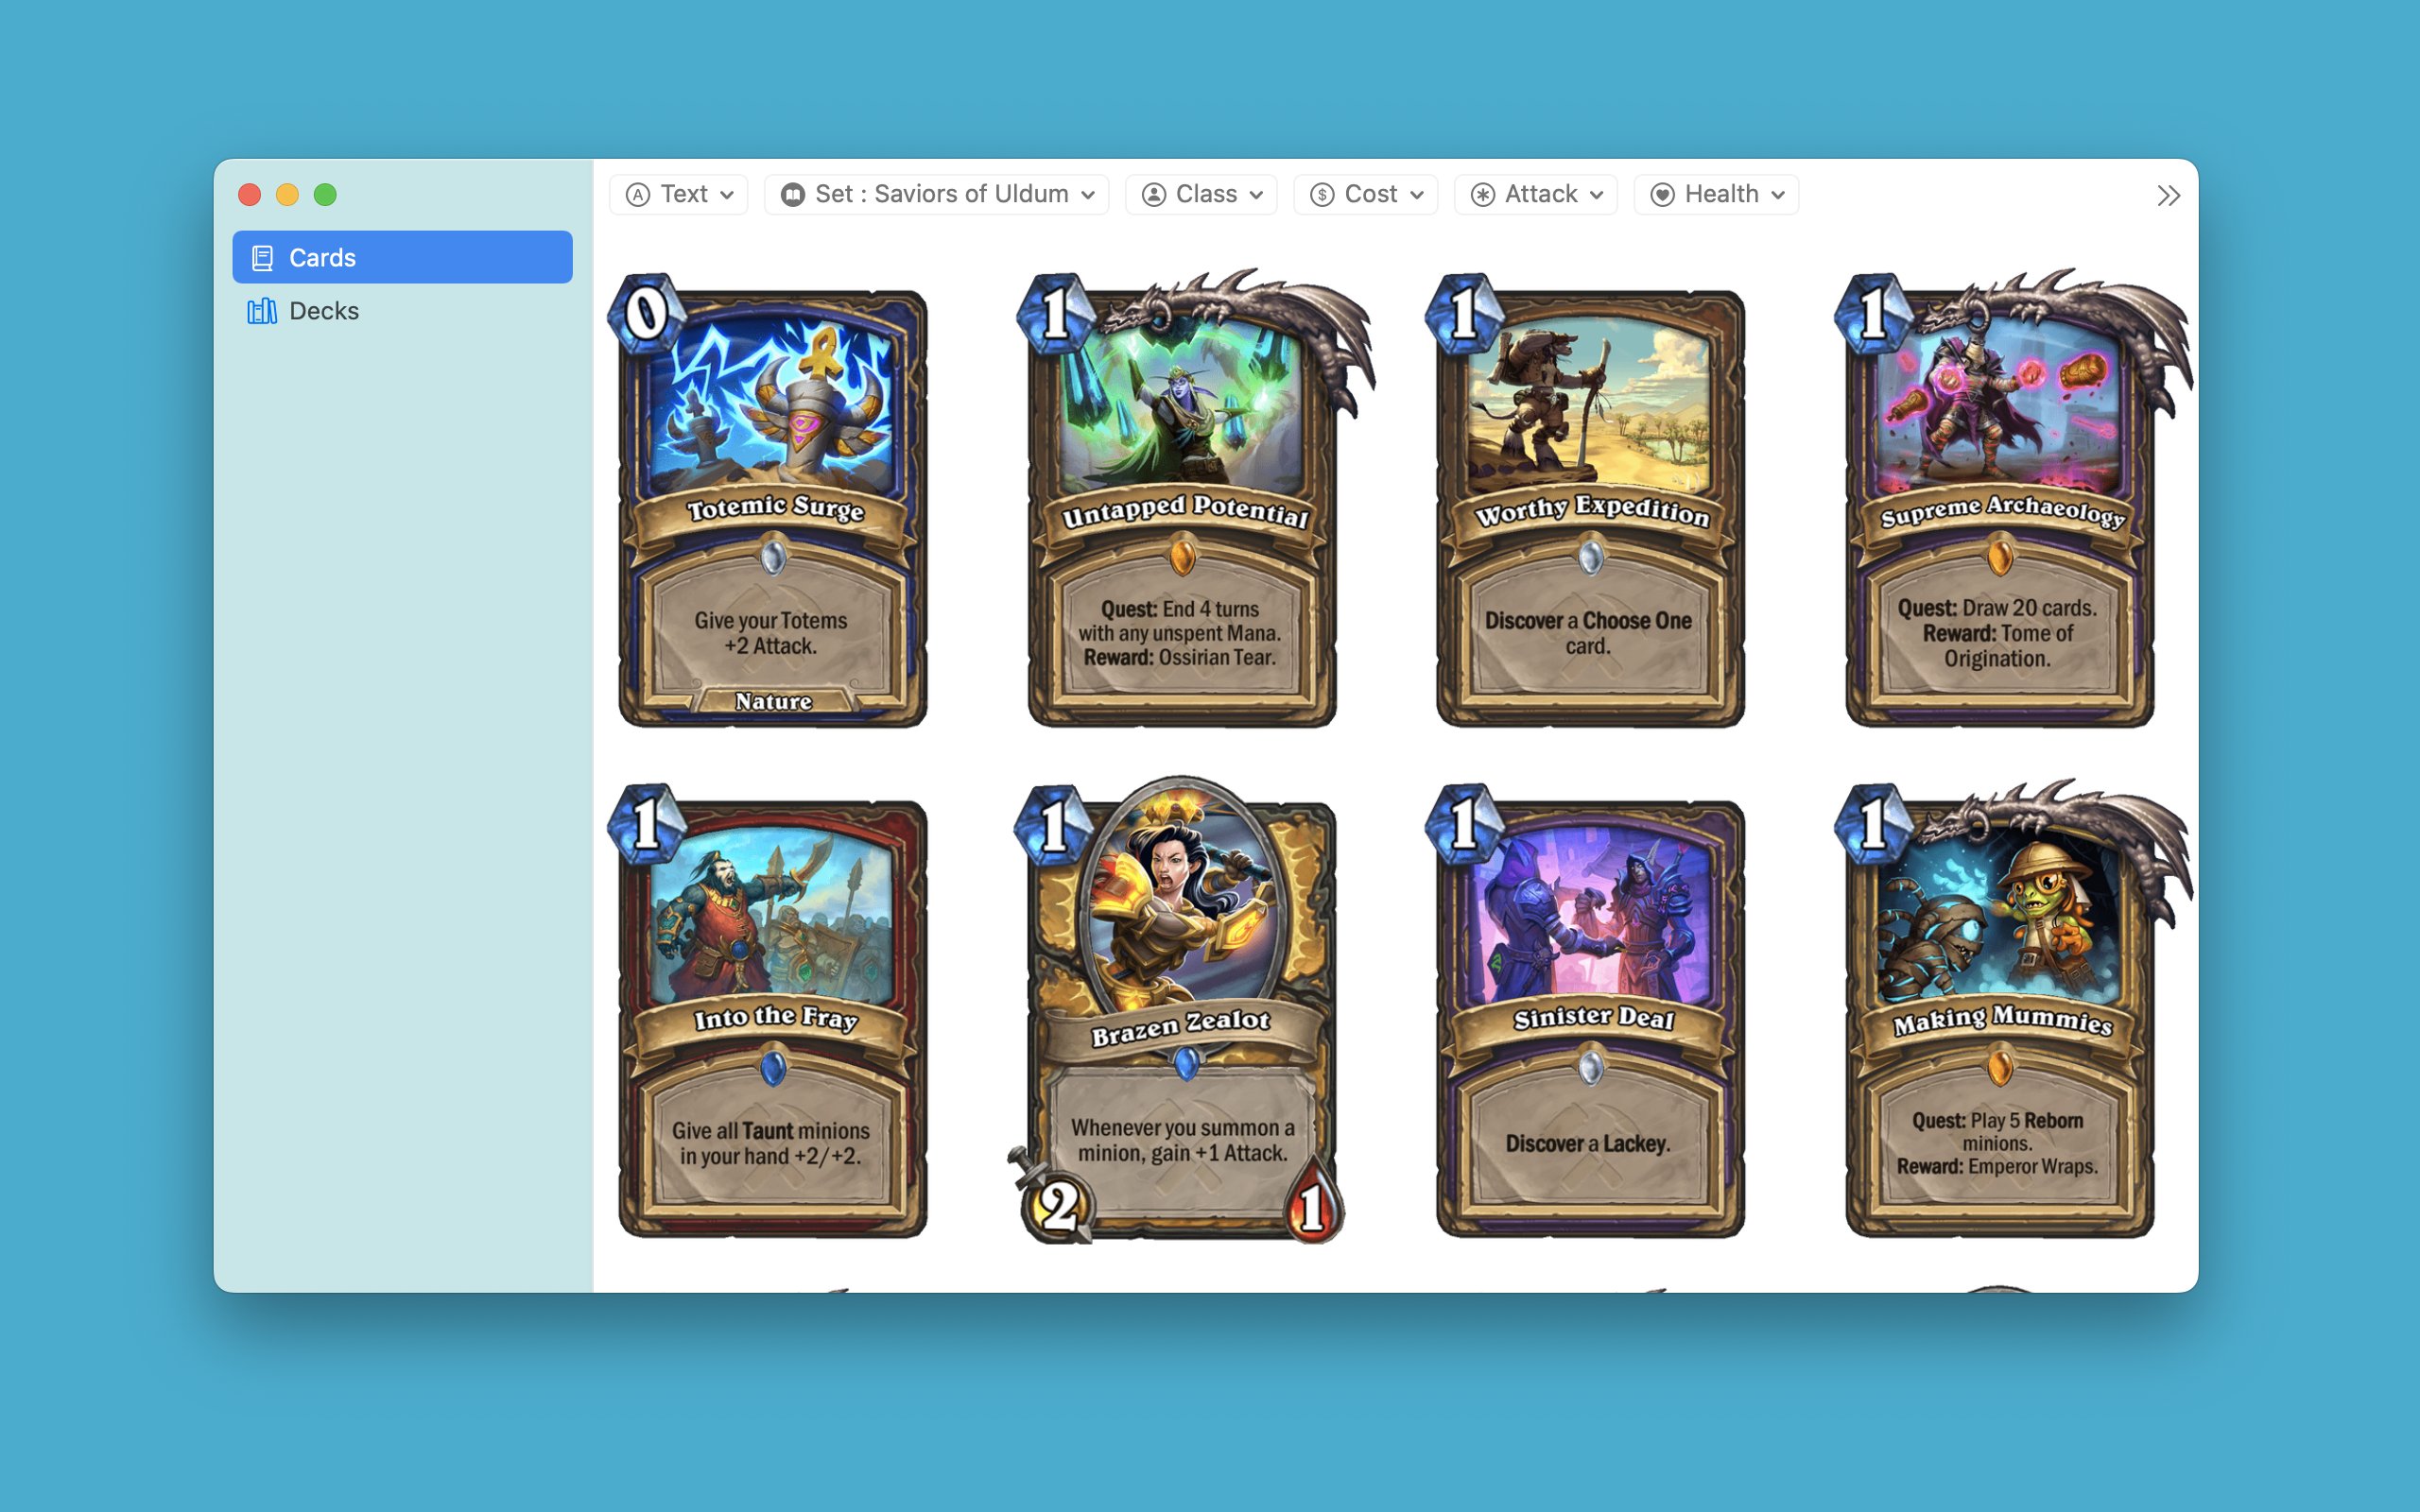 Text
Set : Saviors of Uldum
Class
Cost
Attack
Health
Cards
Decks
0
Totemic Surge
Give your Totems
+2 Attack.
Nature
1
Untapped Potential
Quest: End 4 turns
with any unspent Mana.
Reward: Ossirian Tear.
1
Worthy Expedition
Discover a Choose One
card.
1
Supreme Archaeology
Quest: Draw 20 cards.
Reward: Tome of
Origination.
1
Into the Fray
Give all Taunt minions
in your hand +2/+2.
1
Brazen Zealot
Whenever you summon a
minion, gain +1 Attack.
2
1
1
Sinister Deal
Discover a Lackey.
1
Making Mummies
Quest: Play 5 Reborn
minions.
Reward: Emperor Wraps.